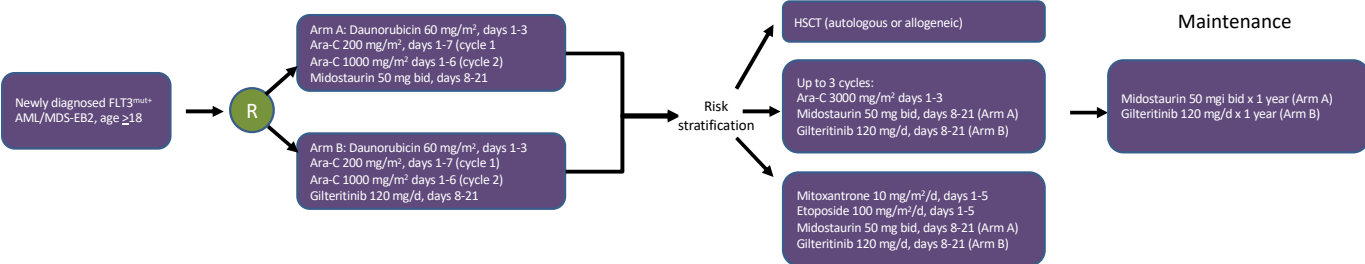 Newly diagnosed FLT3ᵐᵘᵗ⁺
AML/MDS-EB2, age ≥18
R
Arm A: Daunorubicin 60 mg/m², days 1-3
Ara-C 200 mg/m², days 1-7 (cycle 1
Ara-C 1000 mg/m² days 1-6 (cycle 2)
Midostaurin 50 mg bid, days 8-21
Arm B: Daunorubicin 60 mg/m², days 1-3
Ara-C 200 mg/m², days 1-7 (cycle 1)
Ara-C 1000 mg/m² days 1-6 (cycle 2)
Gilteritinib 120 mg/d, days 8-21
Risk
stratification
HSCT (autologous or allogeneic)
Up to 3 cycles:
Ara-C 3000 mg/m² days 1-3
Midostaurin 50 mg bid, days 8-21 (Arm A)
Gilteritinib 120 mg/d, days 8-21 (Arm B)
Mitoxantrone 10 mg/m²/d, days 1-5
Etoposide 100 mg/m²/d, days 1-5
Midostaurin 50 mg bid, days 8-21 (Arm A)
Gilteritinib 120 mg/d, days 8-21 (Arm B)
Maintenance
Midostaurin 50 mgi bid x 1 year (Arm A)
Gilteritinib 120 mg/d x 1 year (Arm B)